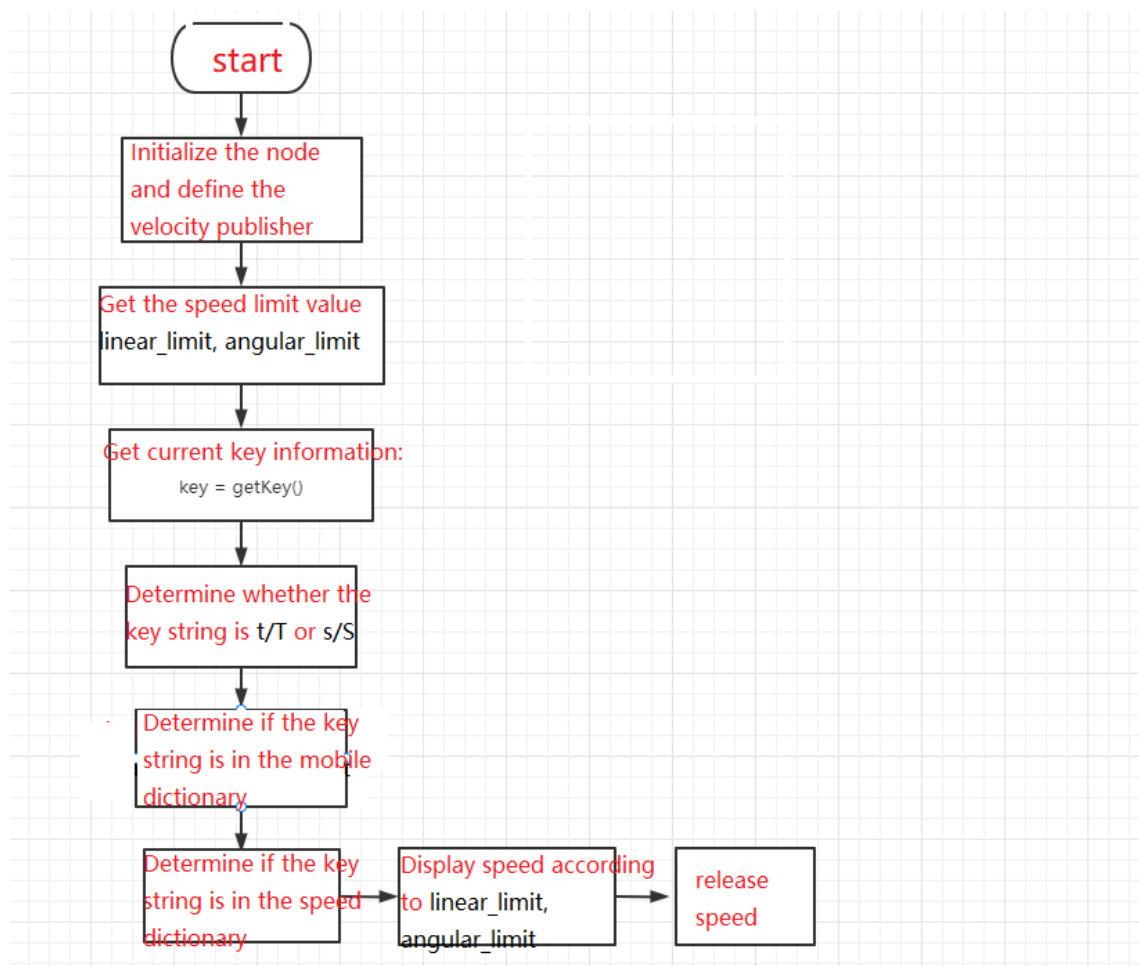 start
Initialize the node
and define the
velocity publisher
Get the speed limit value
linear_limit, angular_limit
Get current key information:
key = getKey()
Determine whether the
key string is t/T or s/S
Determine if the key
string is in the mobile
dictionary
Determine if the key
string is in the speed
dictionary
Display speed according
to linear_limit,
angular_limit
release
speed